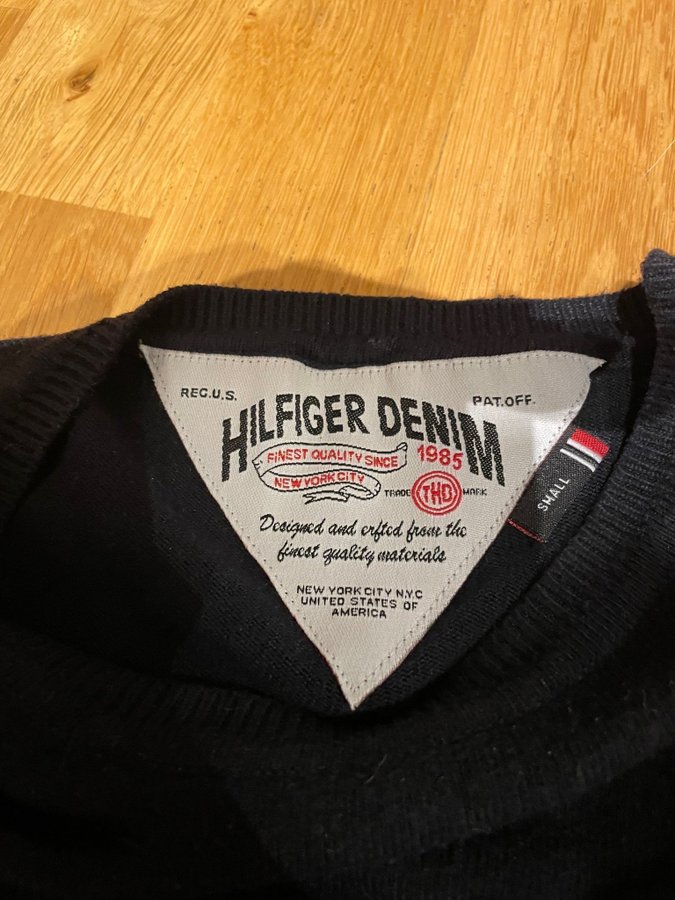 REG.U.S.
PAT.OFF.
HILFIGER DENIM
FINEST QUALITY SINCE 1985
NEW YORK CITY
TRADE THD MARK
Designed and crfted from the
finest quality materials
NEW YORK CITY N.Y.C
UNITED STATES OF
AMERICA
SMALL